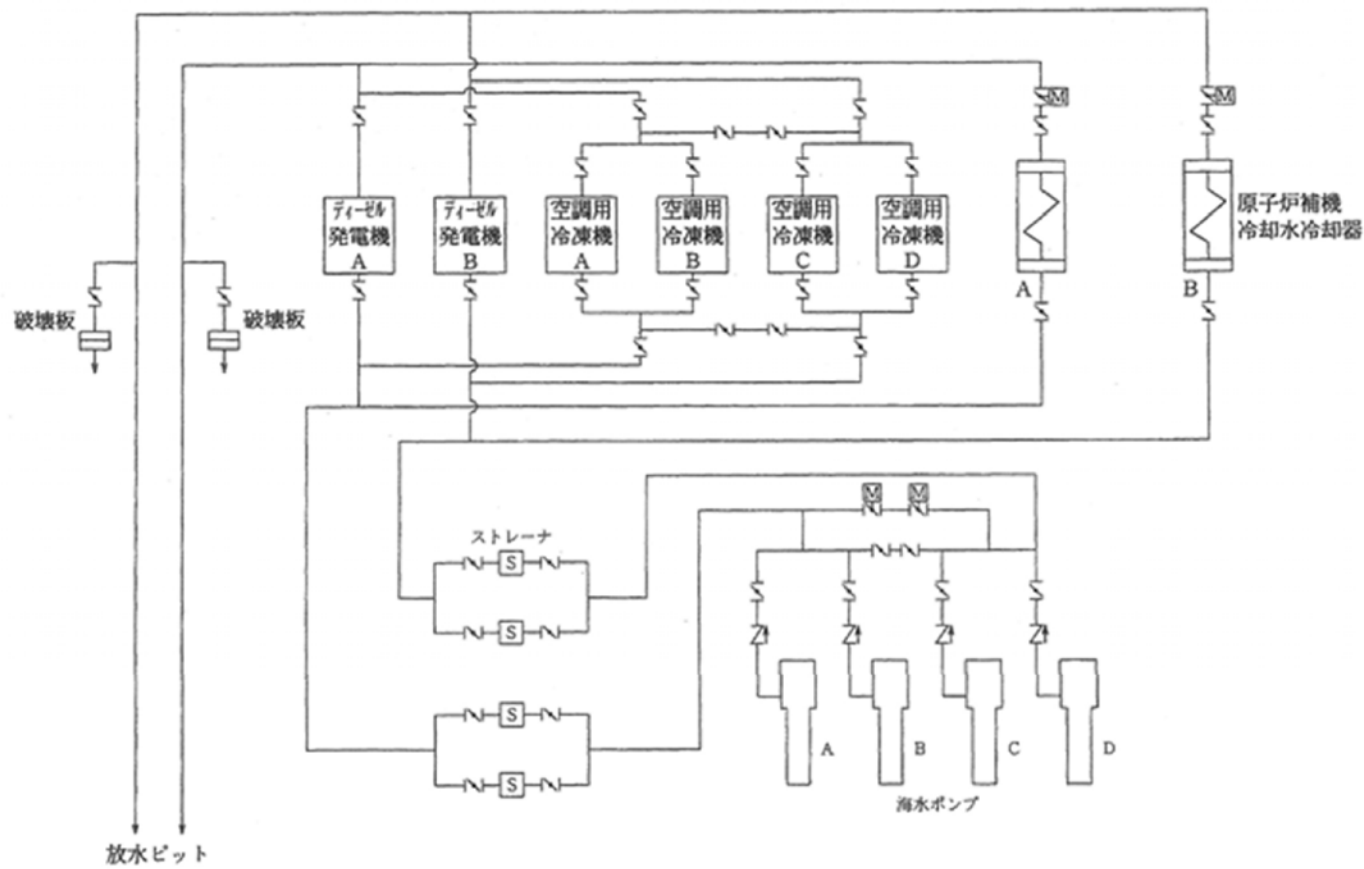 M
M
ディーゼル
発電機
A
ディーゼル
発電機
B
空調用
冷凍機
A
空調用
冷凍機
B
空調用
冷凍機
C
空調用
冷凍機
D
A
原子炉補機
冷却水冷却器
B
破壊板
破壊板
M
M
ストレーナ
S
S
S
S
A
B
C
D
海水ポンプ
放水ピット